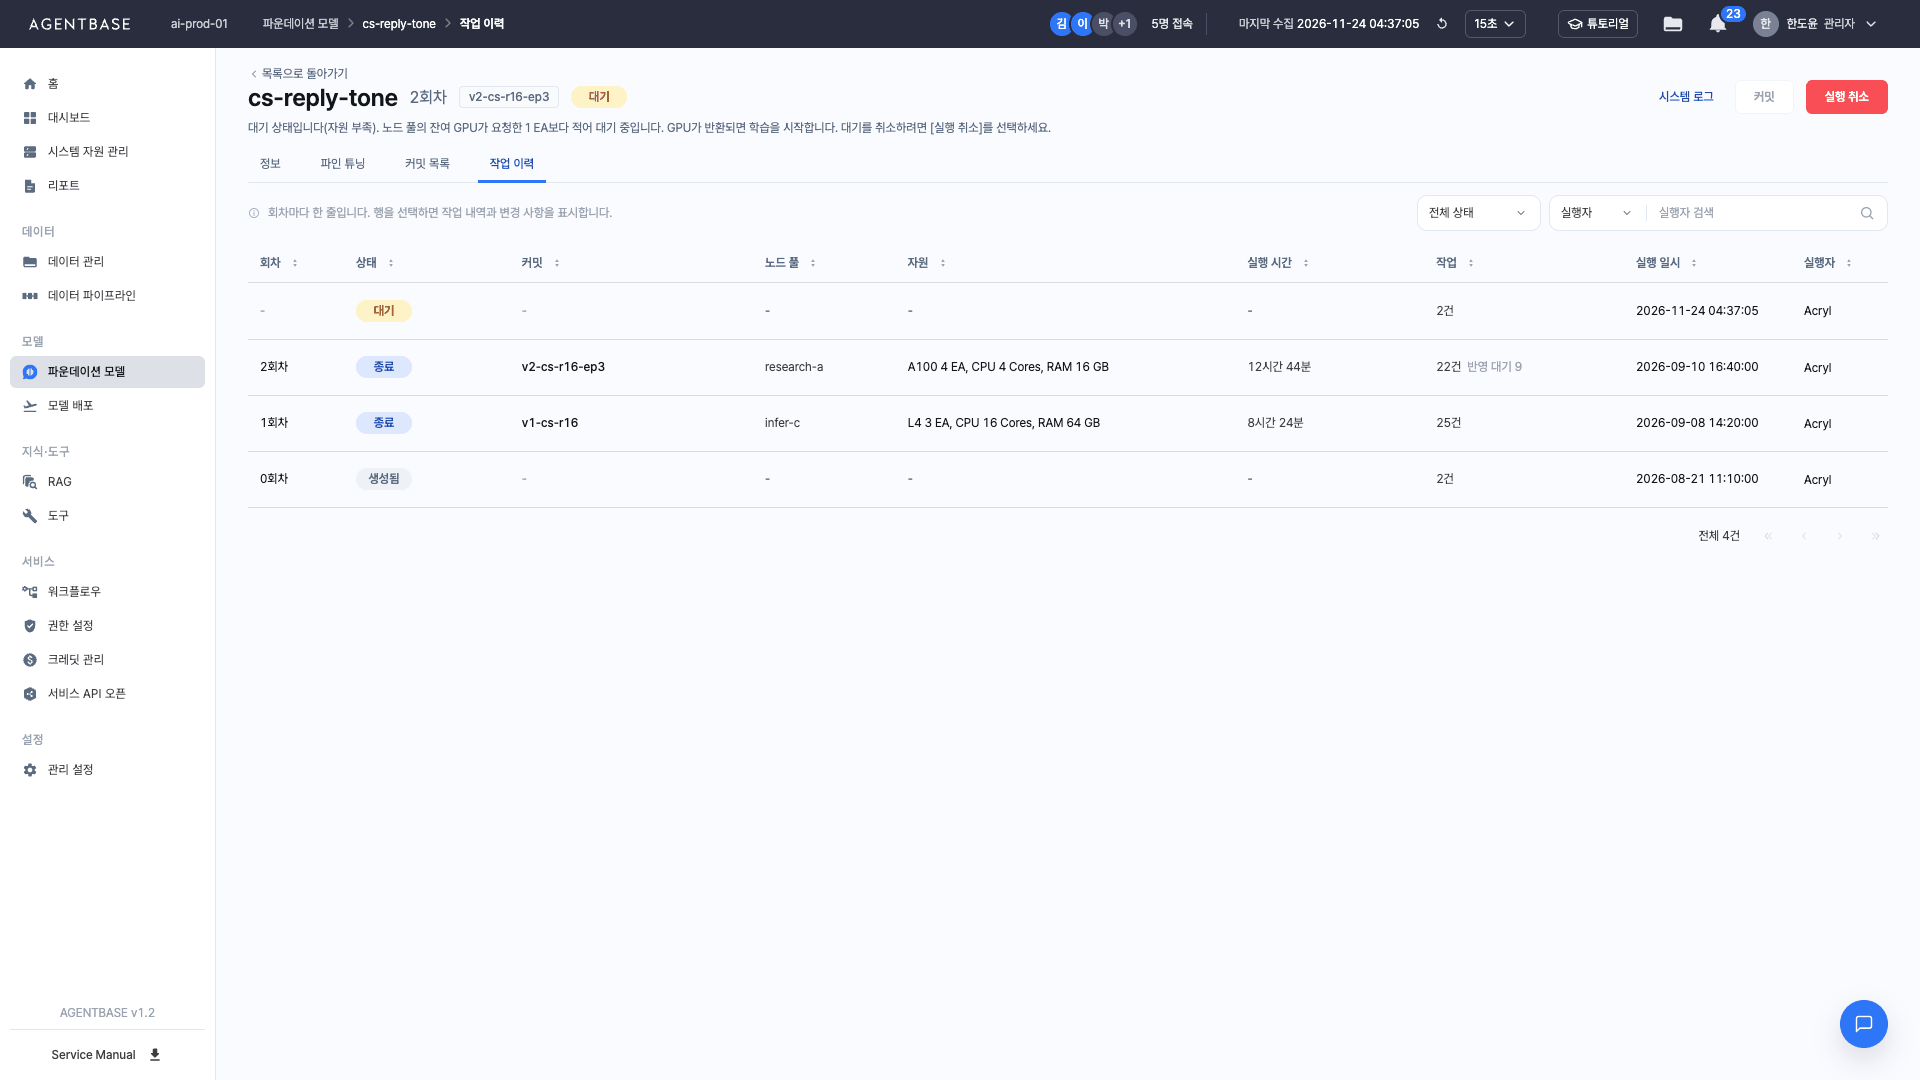 AGENTBASE
ai-prod-01
파운데이션 모델 > cs-reply-tone > 작업 이력
김 이 박 +1 5명 접속
마지막 수집 2026-11-24 04:37:05
15초
튜토리얼
23
한 한도윤 관리자
홈
대시보드
시스템 자원 관리
리포트
데이터
데이터 관리
데이터 파이프라인
모델
파운데이션 모델
모델 배포
지식·도구
RAG
도구
서비스
워크플로우
권한 설정
크레딧 관리
서비스 API 오픈
설정
관리 설정
AGENTBASE v1.2
Service Manual
목록으로 돌아가기
cs-reply-tone 2회차 v2-cs-r16-ep3 대기
시스템 로그 커밋 실행 취소
대기 상태입니다(자원 부족). 노드 풀의 잔여 GPU가 요청한 1 EA보다 적어 대기 중입니다. GPU가 반환되면 학습을 시작합니다. 대기를 취소하려면 [실행 취소]를 선택하세요.
정보 파인 튜닝 커밋 목록 작업 이력
회차마다 한 줄입니다. 행을 선택하면 작업 내역과 변경 사항을 표시합니다.
전체 상태 실행자 실행자 검색
회차 상태 커밋 노드 풀 자원 실행 시간 작업 실행 일시 실행자
- 대기 - - - - 2건 2026-11-24 04:37:05 Acryl
2회차 종료 v2-cs-r16-ep3 research-a A100 4 EA, CPU 4 Cores, RAM 16 GB 12시간 44분 22건 반영 대기 9 2026-09-10 16:40:00 Acryl
1회차 종료 v1-cs-r16 infer-c L4 3 EA, CPU 16 Cores, RAM 64 GB 8시간 24분 25건 2026-09-08 14:20:00 Acryl
0회차 생성됨 - - - - 2건 2026-08-21 11:10:00 Acryl
전체 4건 « ‹ › »